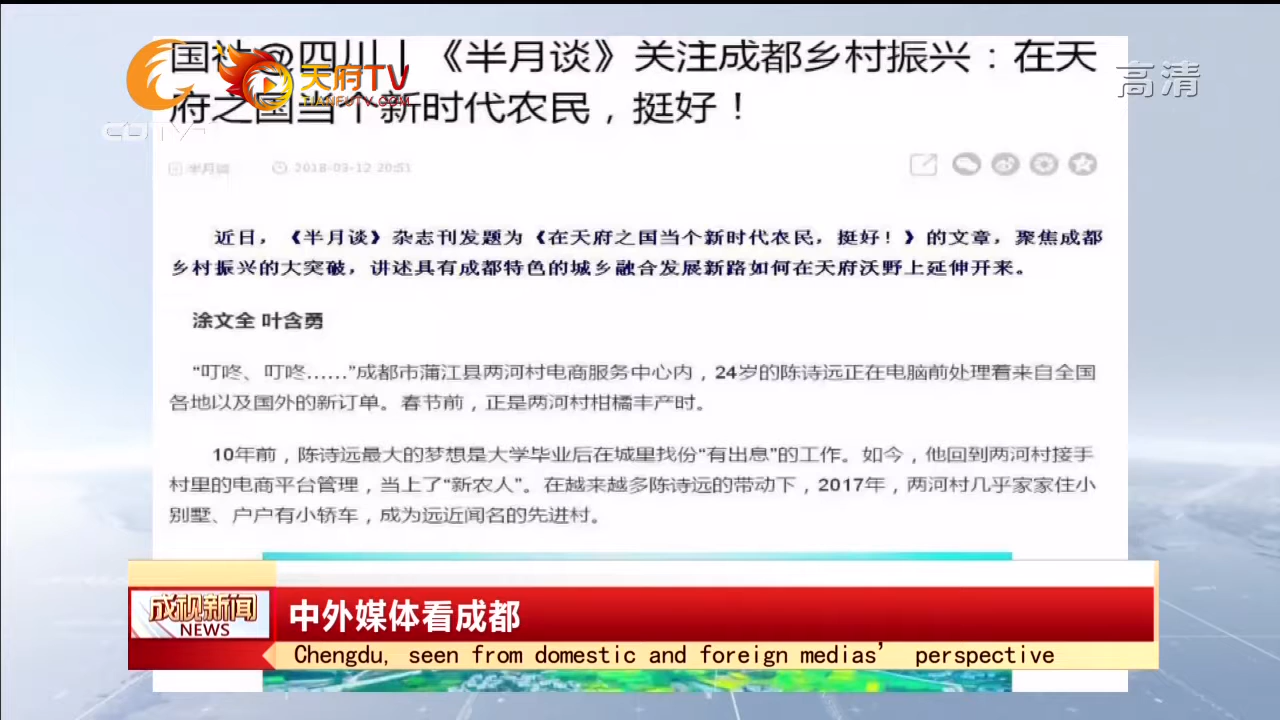 国社@四川丨《半月谈》关注成都乡村振兴：在天
府之国当个新时代农民，挺好！
天府TV
TIANFUTV.COM
高清
CDTV-1
半月谈 2018-03-12 20:51
近日，《半月谈》杂志刊发题为《在天府之国当个新时代农民，挺好！》的文章，聚焦成都
乡村振兴的大突破，讲述具有成都特色的城乡融合发展新路如何在天府沃野上延伸开来。
涂文全 叶含勇
“叮咚、叮咚……”成都市蒲江县两河村电商服务中心内，24岁的陈诗远正在电脑前处理着来自全国
各地以及国外的新订单。春节前，正是两河村柑橘丰产时。
10年前，陈诗远最大的梦想是大学毕业后在城里找份“有出息”的工作。如今，他回到两河村接手
村里的电商平台管理，当上了“新农人”。在越来越多陈诗远的带动下，2017年，两河村几乎家家住小
别墅、户户有小轿车，成为远近闻名的先进村。
成视新闻
NEWS
中外媒体看成都
Chengdu, seen from domestic and foreign medias’ perspective